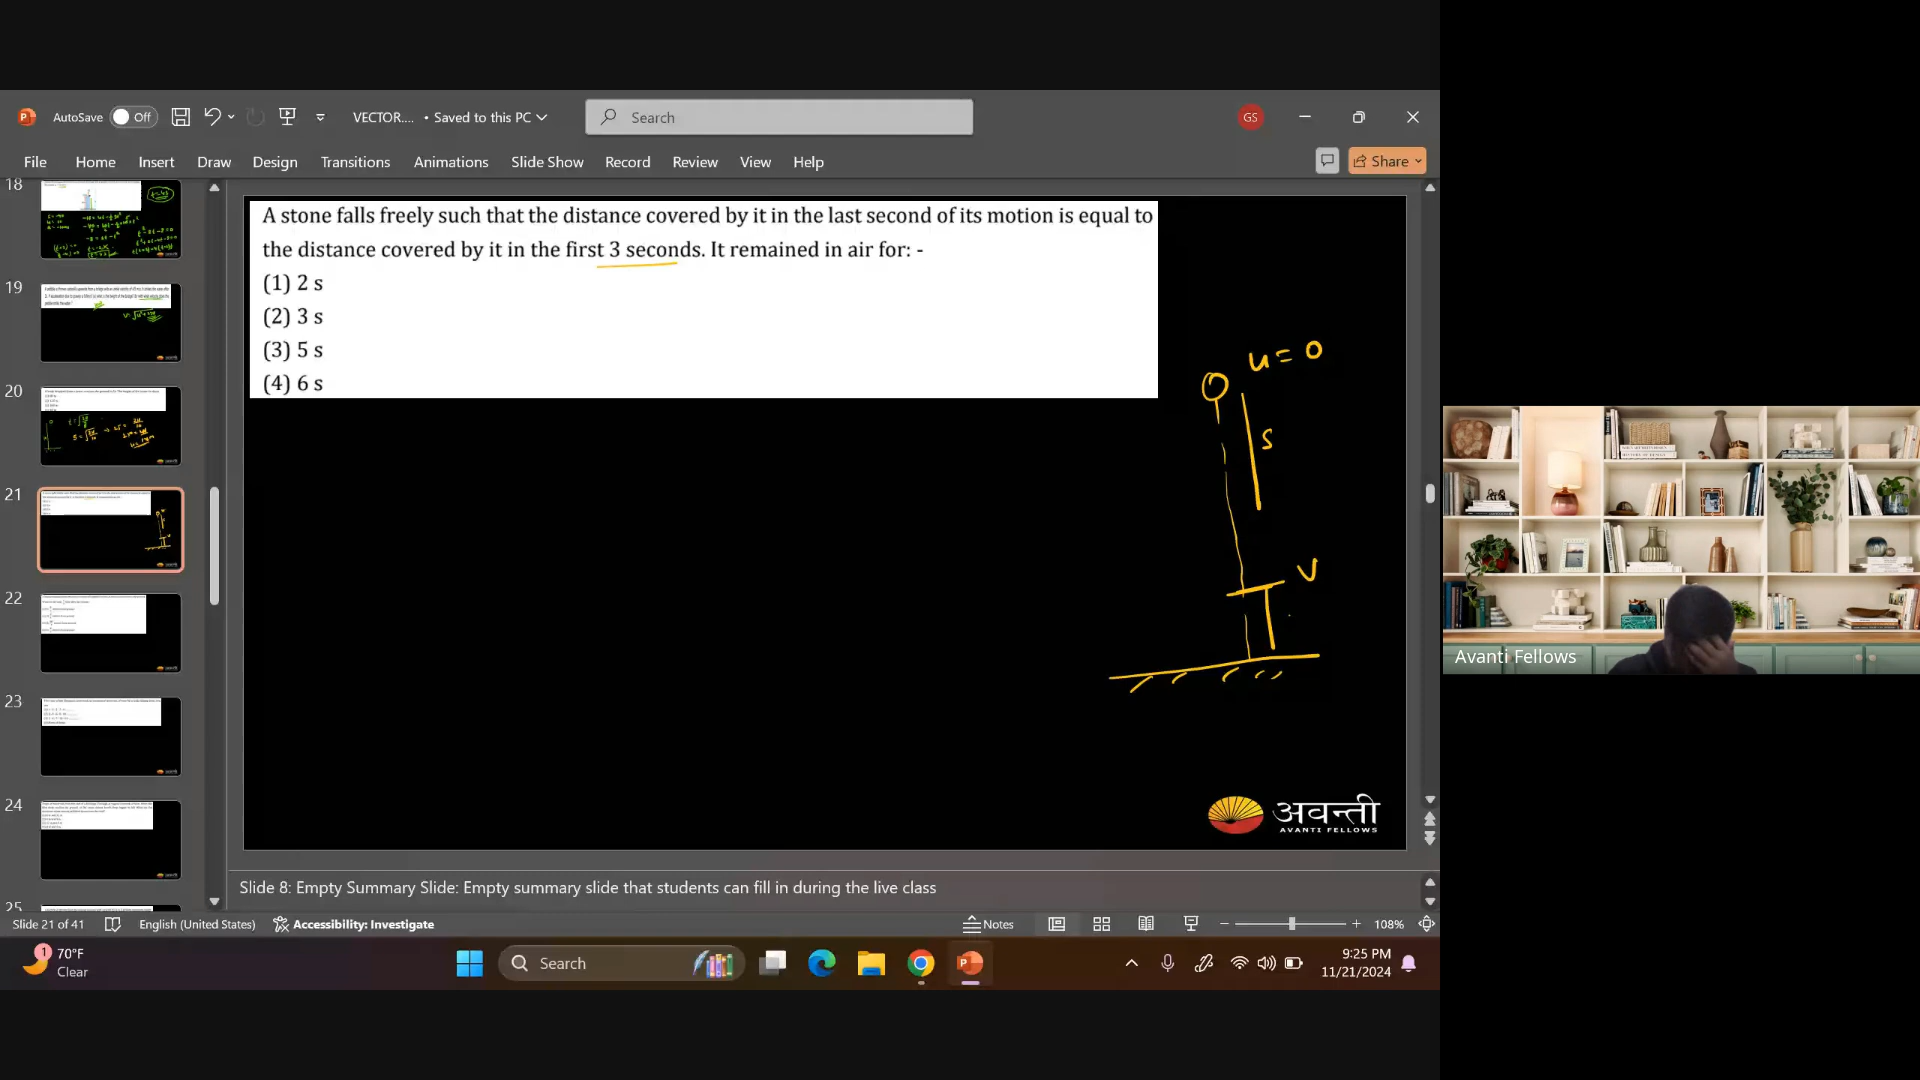 AutoSave Off VECTOR.... • Saved to this PC Search GS
File Home Insert Draw Design Transitions Animations Slide Show Record Review View Help Share
18
19
20
21
22
23
24
25
A stone falls freely such that the distance covered by it in the last second of its motion is equal to
the distance covered by it in the first 3 seconds. It remained in air for: -
(1) 2 s
(2) 3 s
(3) 5 s
(4) 6 s
u = 0
s
v
अवन्ती
AVANTI FELLOWS
Avanti Fellows
Slide 8: Empty Summary Slide: Empty summary slide that students can fill in during the live class
Slide 21 of 41 English (United States) Accessibility: Investigate Notes 108%
1 70°F
Clear
Search
9:25 PM
11/21/2024